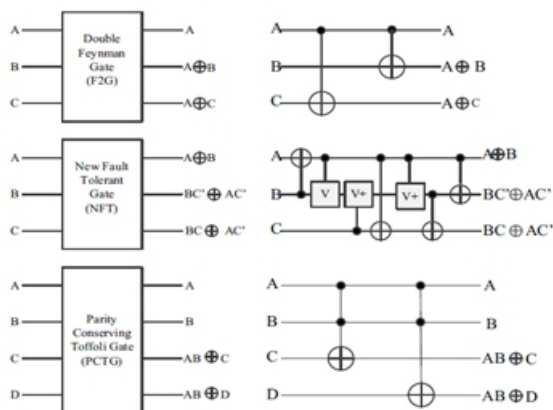 A
Double
Feynman
Gate
(F2G)
A
B
A⊕B
C
A⊕C
A
A
B
A⊕ B
C
A⊕C
A
New Fault
Tolerant
Gate
(NFT)
A⊕B
B
BC' ⊕ AC'
C
BC ⊕ AC'
A
A⊕B
B
V
V+
V+
BC'⊕AC'
C
BC ⊕AC'
A
Parity
Conserving
Toffoli Gate
(PCTG)
A
B
B
C
AB⊕C
D
AB⊕D
A
A
B
B
C
AB⊕C
D
AB⊕D